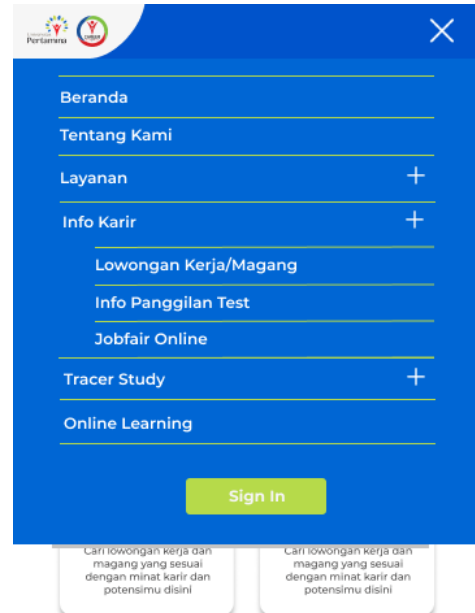 Universitas
Pertamina
Beranda
Tentang Kami
Layanan
Info Karir
Lowongan Kerja/Magang
Info Panggilan Test
Jobfair Online
Tracer Study
Online Learning
Sign In
Cari lowongan kerja dan
magang yang sesuai
dengan minat karir dan
potensimu disini
Cari lowongan kerja dan
magang yang sesuai
dengan minat karir dan
potensimu disini